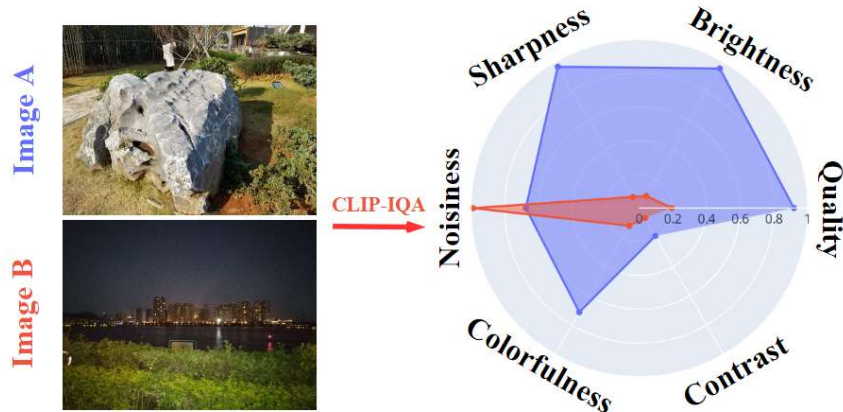 Image A
Image B
CLIP-IQA
Sharpness
Brightness
Noisiness
Quality
0 0.2 0.4 0.6 0.8 1
Colorfulness
Contrast